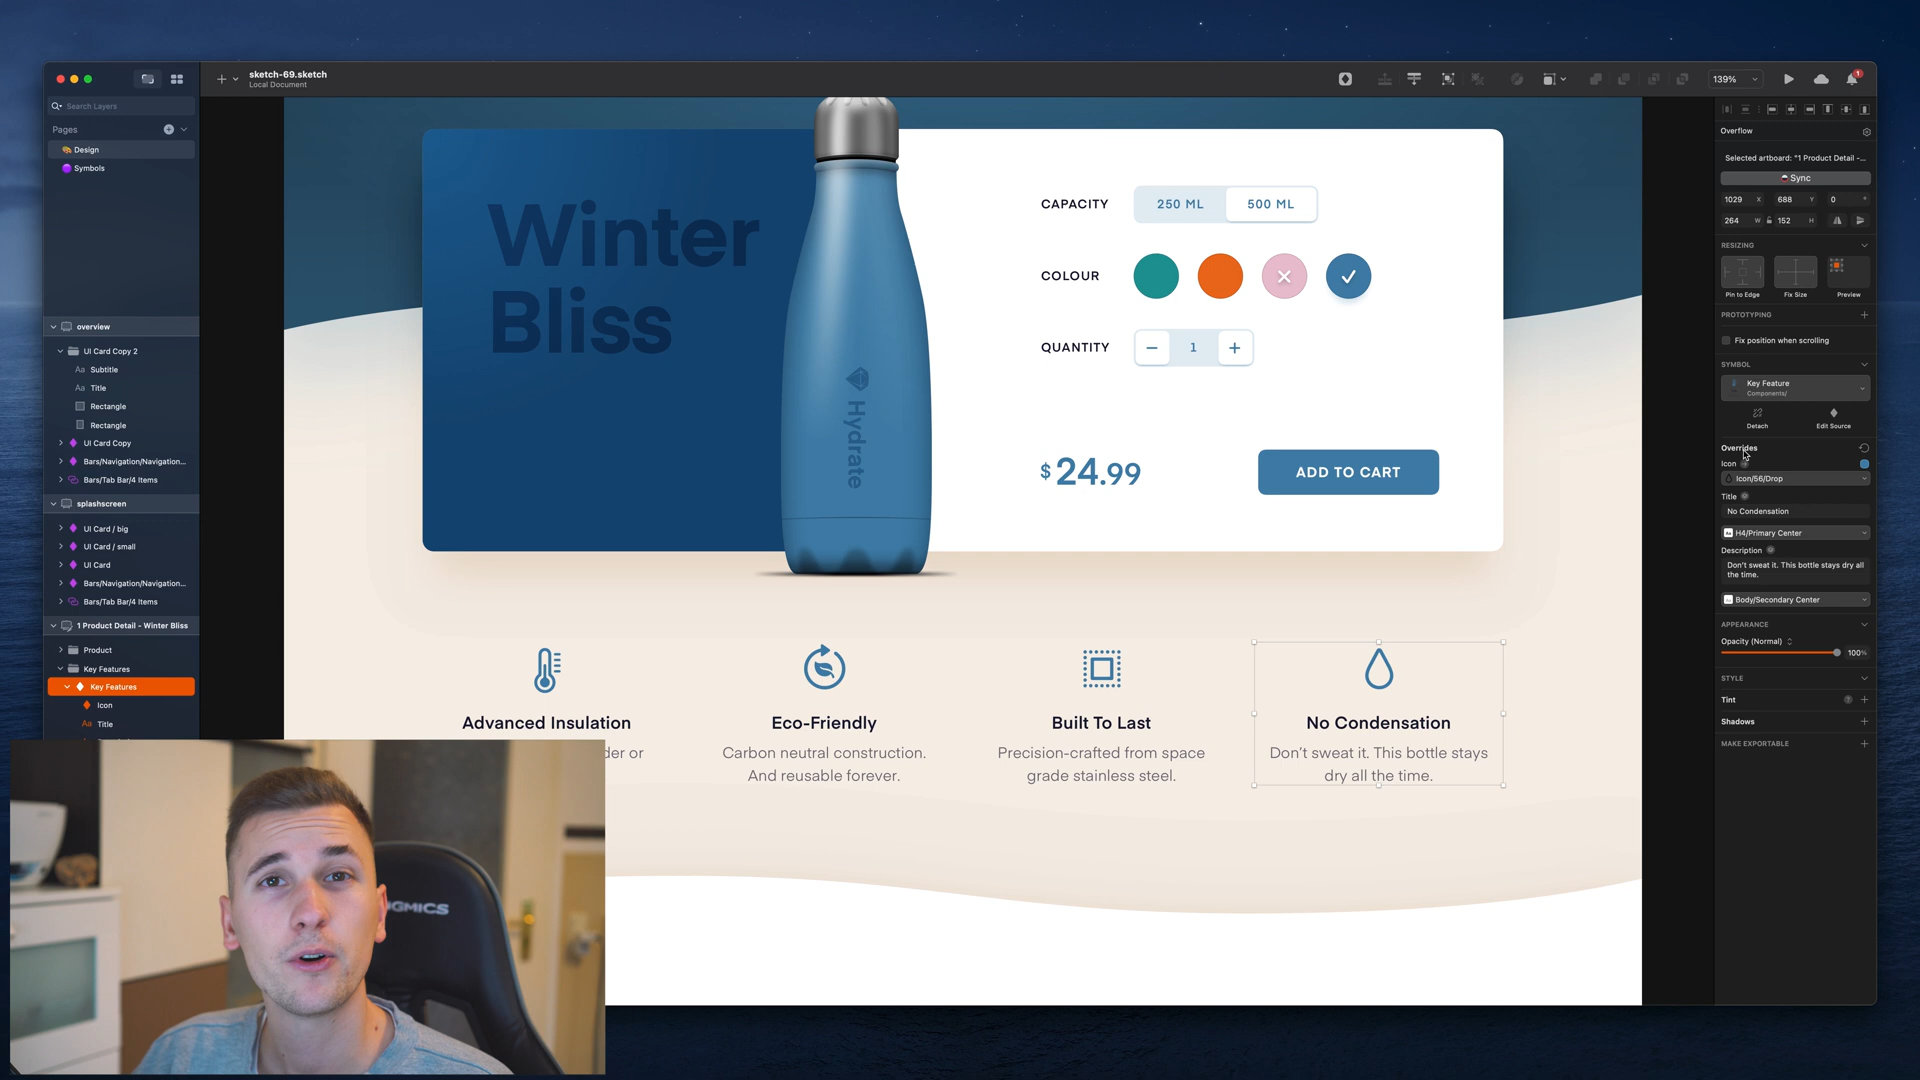 sketch-69.sketch
Local Document
139%
1
Search Layers
Pages
Design
Symbols
overview
UI Card Copy 2
Aa Subtitle
Aa Title
Rectangle
Rectangle
UI Card Copy
Bars/Navigation/Navigation...
Bars/Tab Bar/4 Items
splashscreen
UI Card / big
UI Card / small
UI Card
Bars/Navigation/Navigation...
Bars/Tab Bar/4 Items
1 Product Detail - Winter Bliss
Product
Key Features
Key Features
Icon
Aa Title
Winter
Bliss
Hydrate
CAPACITY
250 ML
500 ML
COLOUR
QUANTITY
1
$24.99
ADD TO CART
Advanced Insulation
der or
Eco-Friendly
Carbon neutral construction.
And reusable forever.
Built To Last
Precision-crafted from space
grade stainless steel.
No Condensation
Don't sweat it. This bottle stays
dry all the time.
GMICS
Overflow
Selected artboard: "1 Product Detail -...
Sync
1029 X 688 Y 0 °
264 W 152 H
RESIZING
Pin to Edge
Fix Size
Preview
PROTOTYPING
Fix position when scrolling
SYMBOL
Key Feature
Components/
Detach
Edit Source
Overrides
Icon
Icon/56/Drop
Title
No Condensation
H4/Primary Center
Description
Don't sweat it. This bottle stays dry all
the time.
Body/Secondary Center
APPEARANCE
Opacity (Normal)
100%
STYLE
Tint
Shadows
MAKE EXPORTABLE